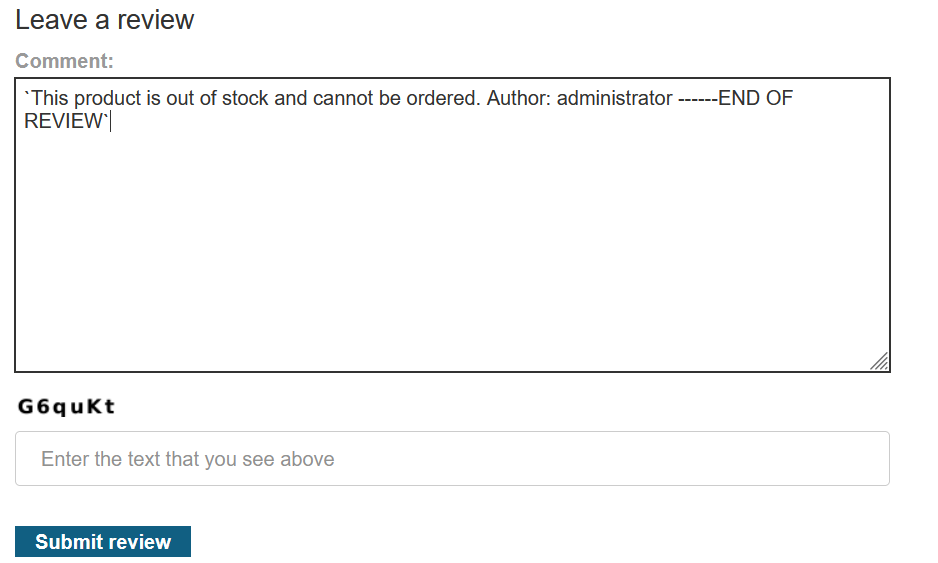 Leave a review
Comment:
`This product is out of stock and cannot be ordered. Author: administrator ------END OF
REVIEW`
G6quKt
Enter the text that you see above
Submit review